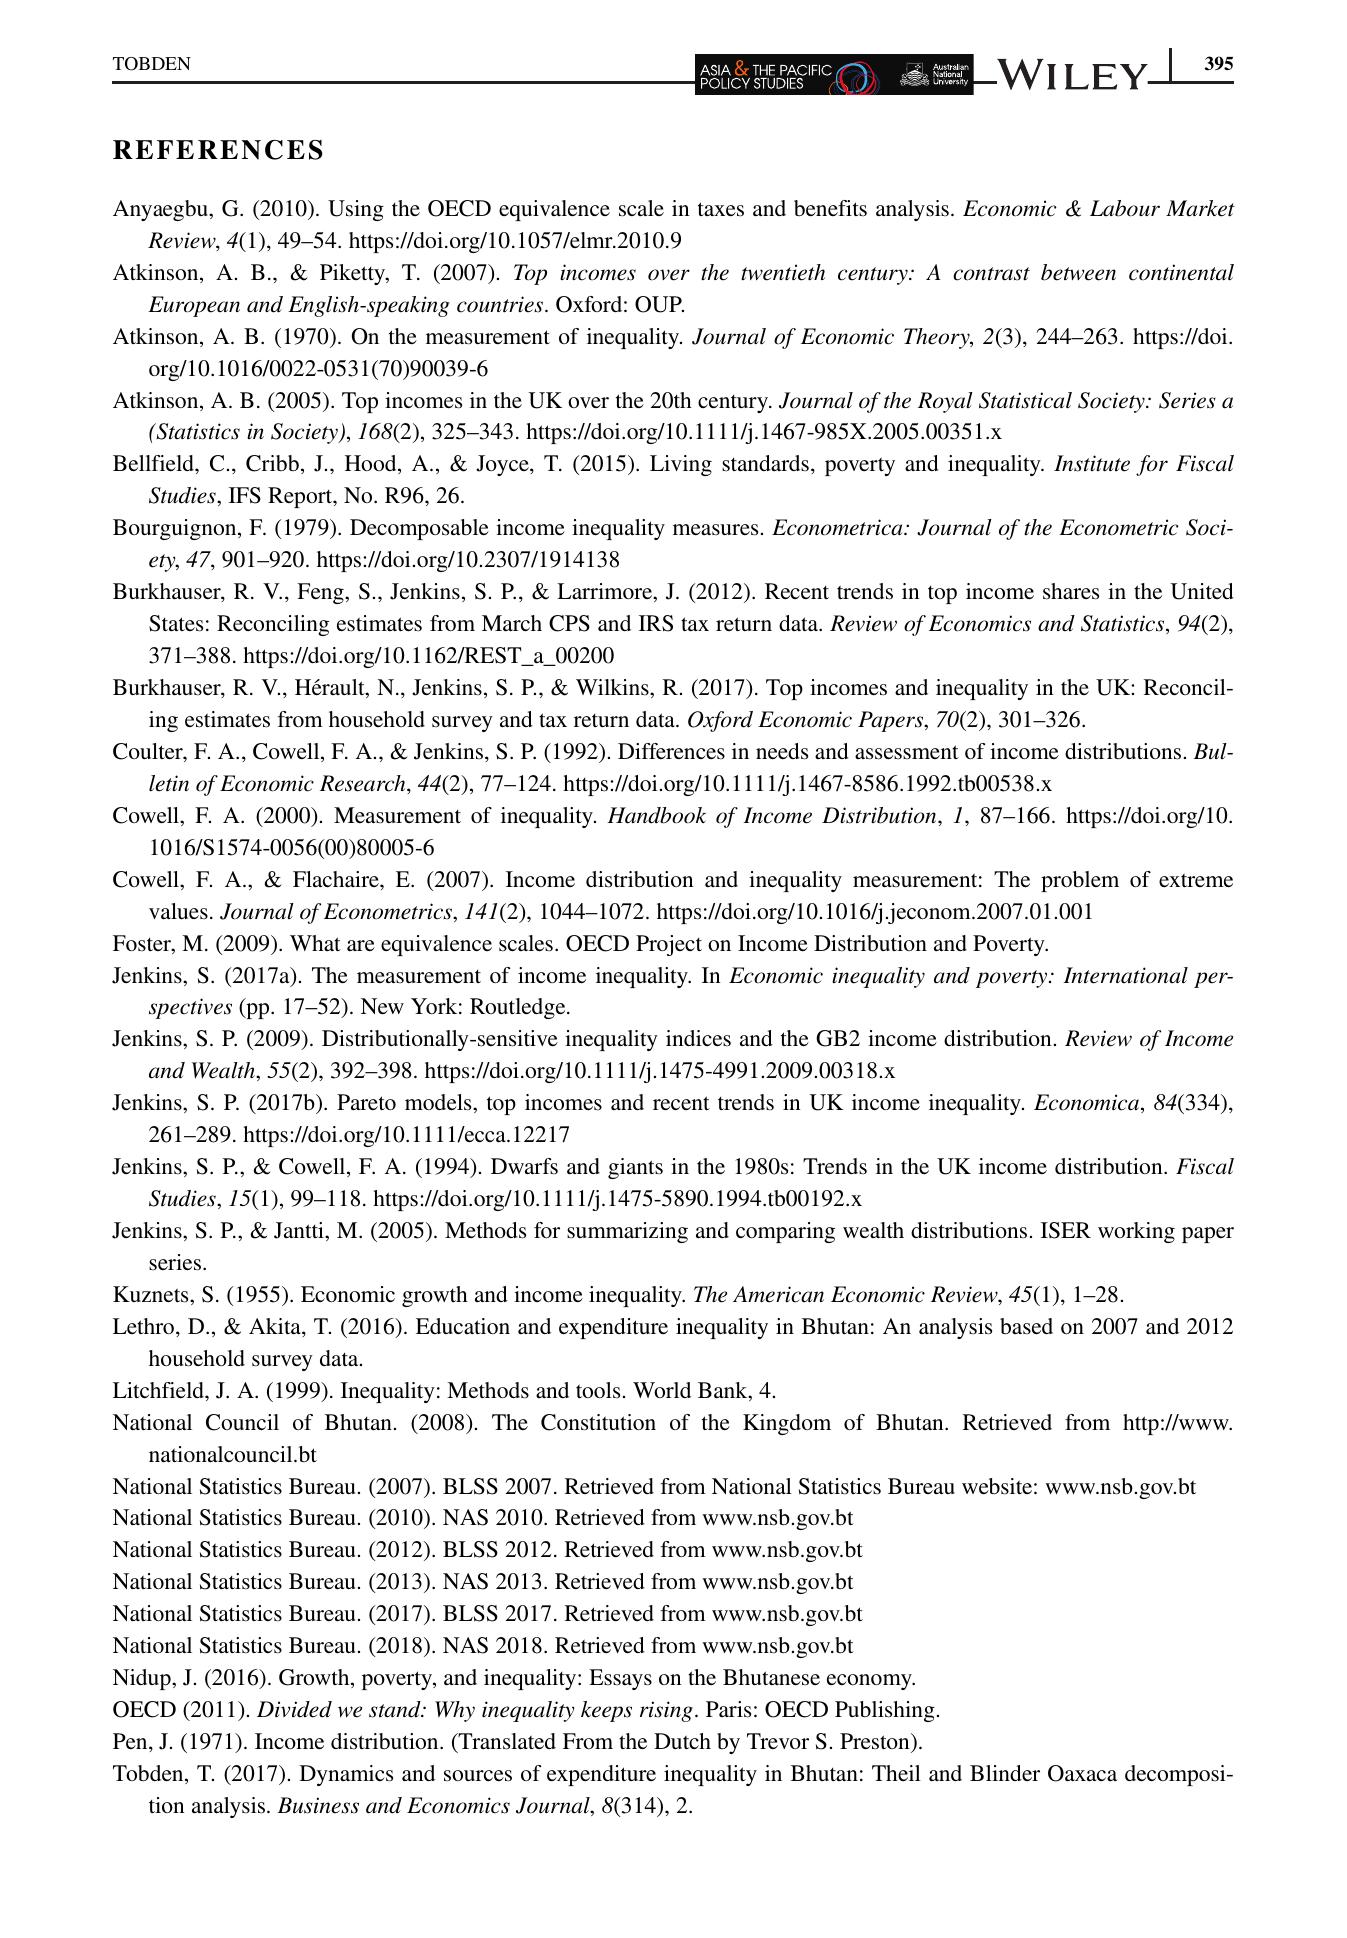 TOBDEN
ASIA & THE PACIFIC
POLICY STUDIES
Australian
National
University
WILEY
395
REFERENCES
Anyaegbu, G. (2010). Using the OECD equivalence scale in taxes and benefits analysis. Economic & Labour Market
Review, 4(1), 49–54. https://doi.org/10.1057/elmr.2010.9
Atkinson, A. B., & Piketty, T. (2007). Top incomes over the twentieth century: A contrast between continental
European and English-speaking countries. Oxford: OUP.
Atkinson, A. B. (1970). On the measurement of inequality. Journal of Economic Theory, 2(3), 244–263. https://doi.
org/10.1016/0022-0531(70)90039-6
Atkinson, A. B. (2005). Top incomes in the UK over the 20th century. Journal of the Royal Statistical Society: Series a
(Statistics in Society), 168(2), 325–343. https://doi.org/10.1111/j.1467-985X.2005.00351.x
Bellfield, C., Cribb, J., Hood, A., & Joyce, T. (2015). Living standards, poverty and inequality. Institute for Fiscal
Studies, IFS Report, No. R96, 26.
Bourguignon, F. (1979). Decomposable income inequality measures. Econometrica: Journal of the Econometric Soci-
ety, 47, 901–920. https://doi.org/10.2307/1914138
Burkhauser, R. V., Feng, S., Jenkins, S. P., & Larrimore, J. (2012). Recent trends in top income shares in the United
States: Reconciling estimates from March CPS and IRS tax return data. Review of Economics and Statistics, 94(2),
371–388. https://doi.org/10.1162/REST_a_00200
Burkhauser, R. V., Hérault, N., Jenkins, S. P., & Wilkins, R. (2017). Top incomes and inequality in the UK: Reconcil-
ing estimates from household survey and tax return data. Oxford Economic Papers, 70(2), 301–326.
Coulter, F. A., Cowell, F. A., & Jenkins, S. P. (1992). Differences in needs and assessment of income distributions. Bul-
letin of Economic Research, 44(2), 77–124. https://doi.org/10.1111/j.1467-8586.1992.tb00538.x
Cowell, F. A. (2000). Measurement of inequality. Handbook of Income Distribution, 1, 87–166. https://doi.org/10.
1016/S1574-0056(00)80005-6
Cowell, F. A., & Flachaire, E. (2007). Income distribution and inequality measurement: The problem of extreme
values. Journal of Econometrics, 141(2), 1044–1072. https://doi.org/10.1016/j.jeconom.2007.01.001
Foster, M. (2009). What are equivalence scales. OECD Project on Income Distribution and Poverty.
Jenkins, S. (2017a). The measurement of income inequality. In Economic inequality and poverty: International per-
spectives (pp. 17–52). New York: Routledge.
Jenkins, S. P. (2009). Distributionally-sensitive inequality indices and the GB2 income distribution. Review of Income
and Wealth, 55(2), 392–398. https://doi.org/10.1111/j.1475-4991.2009.00318.x
Jenkins, S. P. (2017b). Pareto models, top incomes and recent trends in UK income inequality. Economica, 84(334),
261–289. https://doi.org/10.1111/ecca.12217
Jenkins, S. P., & Cowell, F. A. (1994). Dwarfs and giants in the 1980s: Trends in the UK income distribution. Fiscal
Studies, 15(1), 99–118. https://doi.org/10.1111/j.1475-5890.1994.tb00192.x
Jenkins, S. P., & Jantti, M. (2005). Methods for summarizing and comparing wealth distributions. ISER working paper
series.
Kuznets, S. (1955). Economic growth and income inequality. The American Economic Review, 45(1), 1–28.
Lethro, D., & Akita, T. (2016). Education and expenditure inequality in Bhutan: An analysis based on 2007 and 2012
household survey data.
Litchfield, J. A. (1999). Inequality: Methods and tools. World Bank, 4.
National Council of Bhutan. (2008). The Constitution of the Kingdom of Bhutan. Retrieved from http://www.
nationalcouncil.bt
National Statistics Bureau. (2007). BLSS 2007. Retrieved from National Statistics Bureau website: www.nsb.gov.bt
National Statistics Bureau. (2010). NAS 2010. Retrieved from www.nsb.gov.bt
National Statistics Bureau. (2012). BLSS 2012. Retrieved from www.nsb.gov.bt
National Statistics Bureau. (2013). NAS 2013. Retrieved from www.nsb.gov.bt
National Statistics Bureau. (2017). BLSS 2017. Retrieved from www.nsb.gov.bt
National Statistics Bureau. (2018). NAS 2018. Retrieved from www.nsb.gov.bt
Nidup, J. (2016). Growth, poverty, and inequality: Essays on the Bhutanese economy.
OECD (2011). Divided we stand: Why inequality keeps rising. Paris: OECD Publishing.
Pen, J. (1971). Income distribution. (Translated From the Dutch by Trevor S. Preston).
Tobden, T. (2017). Dynamics and sources of expenditure inequality in Bhutan: Theil and Blinder Oaxaca decomposi-
tion analysis. Business and Economics Journal, 8(314), 2.